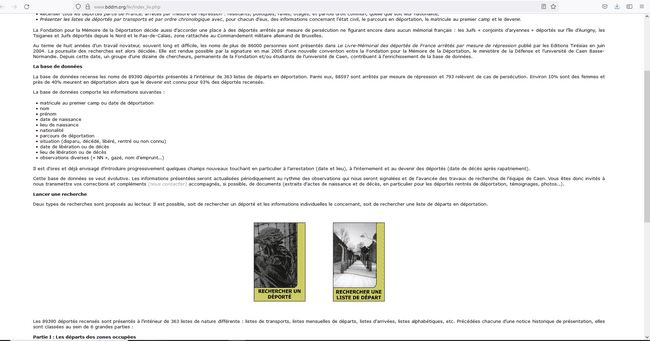 www.bddm.org/liv/index_liv.php
• Recenser tous les déportés partis de France, arrêtés par mesure de répression : résistants, politiques, raflés, otages, et parfois droit commun, quelle que soit leur nationalité,
• Présenter les listes de déportés par transports et par ordre chronologique avec, pour chacun d'eux, des informations concernant l'état civil, le parcours en déportation, le matricule au premier camp et le devenir.
La Fondation pour la Mémoire de la Déportation décide aussi d'accorder une place à des déportés arrêtés par mesure de persécution ne figurant encore dans aucun mémorial français : les Juifs « conjoints d'aryennes » déportés sur l'île d'Aurigny, les
Tsiganes et Juifs déportés depuis le Nord et le Pas-de-Calais, zone rattachée au Commandement militaire allemand de Bruxelles.
Au terme de huit années d'un travail novateur, souvent long et difficile, les noms de plus de 86000 personnes sont présentés dans ce Livre-Mémorial des déportés de France arrêtés par mesure de répression publié par les Editions Tirésias en juin
2004. La poursuite des recherches est alors décidée. Elle est rendue possible par la signature en mai 2005 d'une nouvelle convention entre la Fondation pour la Mémoire de la Déportation, le ministère de la Défense et l'université de Caen Basse-
Normandie. Depuis cette date, un groupe d'une dizaine de chercheurs, permanents de la Fondation et/ou étudiants de l'université de Caen, contribuent à l'enrichissement de la base de données.
La base de données
La base de données recense les noms de 89390 déportés présentés à l'intérieur de 363 listes de départs en déportation. Parmi eux, 88597 sont arrêtés par mesure de répression et 793 relèvent de cas de persécution. Environ 10% sont des femmes et
près de 40% meurent en déportation alors que le devenir est connu pour 93% des déportés recensés.
La base de données comporte les informations suivantes :
• matricule au premier camp ou date de déportation
• nom
• prénom
• date de naissance
• lieu de naissance
• nationalité
• parcours de déportation
• situation (disparu, décédé, libéré, rentré ou non connu)
• date de libération ou de décès
• lieu de libération ou de décès
• observations diverses (« NN », gazé, nom d'emprunt…)
Il est d'ores et déjà envisagé d'introduire progressivement quelques champs nouveaux touchant en particulier à l'arrestation (date et lieu), à l'internement et au devenir des déportés (date de décès après rapatriement).
Cette base de données se veut évolutive. Les informations présentées seront actualisées périodiquement au rythme des observations qui nous seront signalées et de l'avancée des travaux de recherche de l'équipe de Caen. Vous êtes donc invités à
nous transmettre vos corrections et compléments (nous contacter) accompagnés, si possible, de documents (extraits d'actes de naissance et de décès, en particulier pour les déportés rentrés de déportation, témoignages, photos…).
Lancer une recherche
Deux types de recherches sont proposés au lecteur. Il est possible, soit de rechercher un déporté et les informations individuelles le concernant, soit de rechercher une liste de départs en déportation.
RECHERCHER UN
DÉPORTÉ
RECHERCHER UNE
LISTE DE DÉPART
Les 89390 déportés recensés sont présentés à l'intérieur de 363 listes de nature différente : listes de transports, listes mensuelles de départs, listes d'arrivées, listes alphabétiques, etc. Précédées chacune d'une notice historique de présentation, elles
sont classées au sein de 6 grandes parties :
Partie I : Les départs des zones occupées